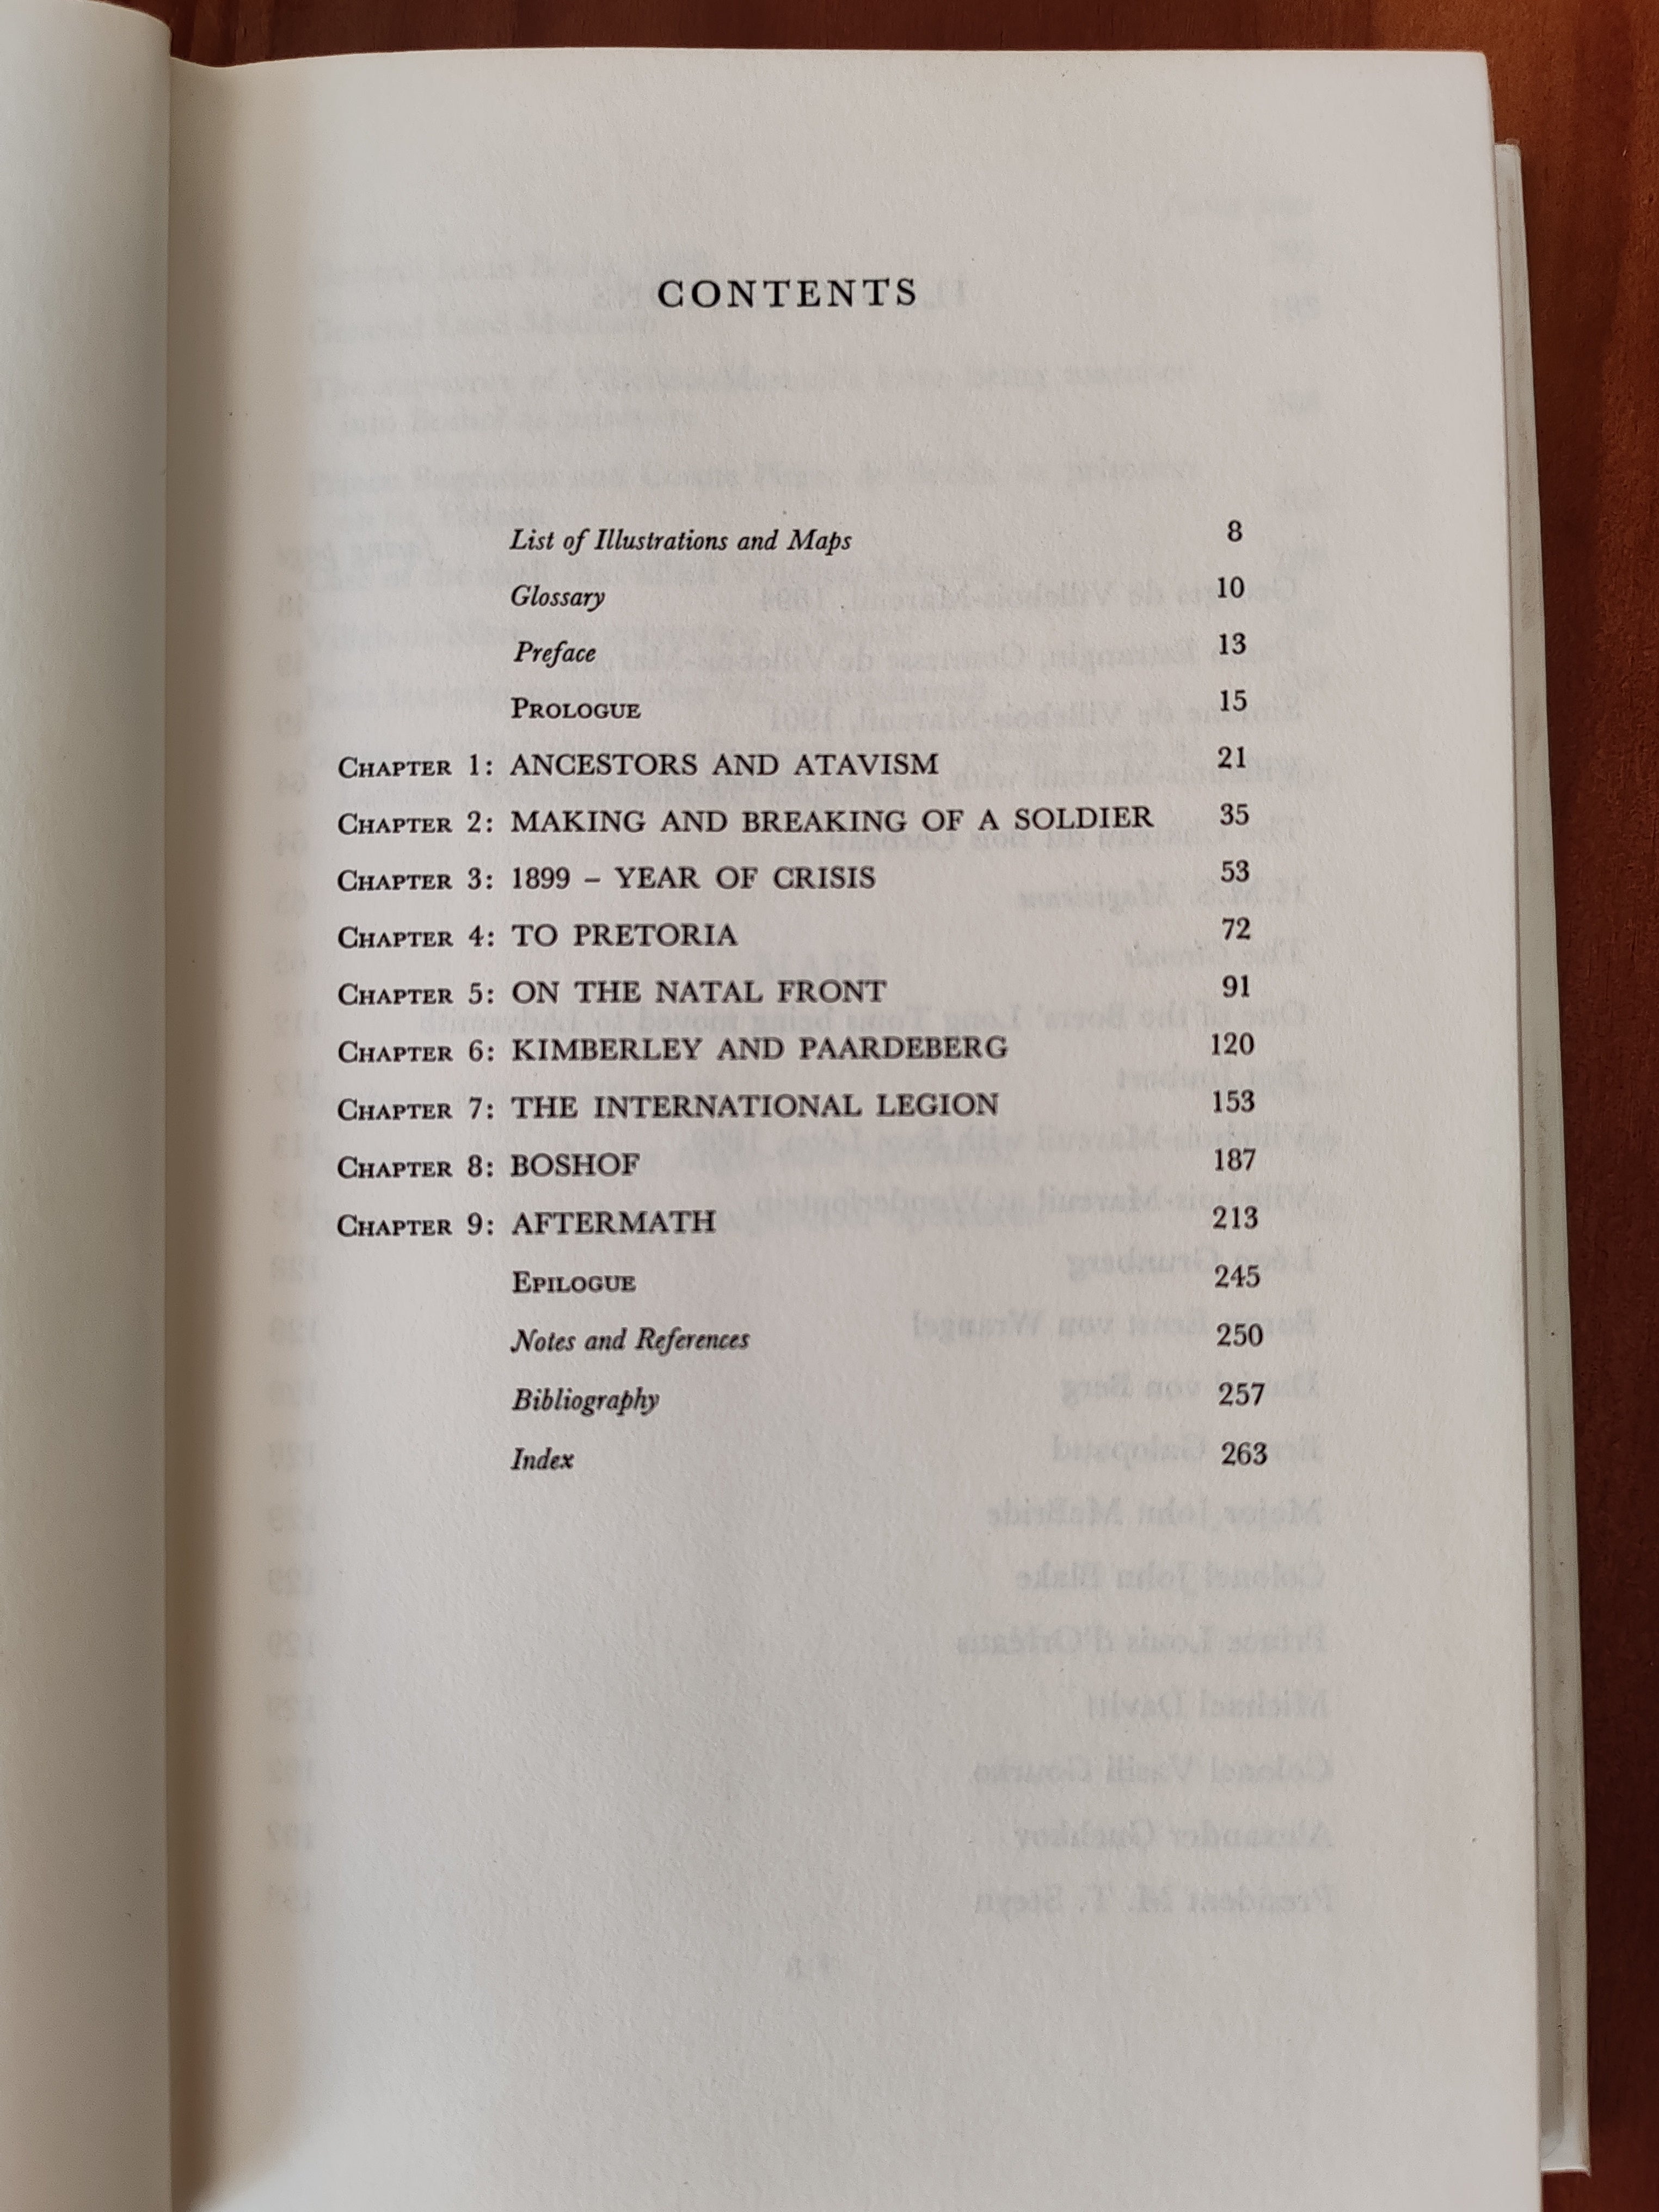 CONTENTS
List of Illustrations and Maps 8
Glossary 10
Preface 13
PROLOGUE 15
CHAPTER 1: ANCESTORS AND ATAVISM 21
CHAPTER 2: MAKING AND BREAKING OF A SOLDIER 35
CHAPTER 3: 1899 – YEAR OF CRISIS 53
CHAPTER 4: TO PRETORIA 72
CHAPTER 5: ON THE NATAL FRONT 91
CHAPTER 6: KIMBERLEY AND PAARDEBERG 120
CHAPTER 7: THE INTERNATIONAL LEGION 153
CHAPTER 8: BOSHOF 187
CHAPTER 9: AFTERMATH 213
EPILOGUE 245
Notes and References 250
Bibliography 257
Index 263